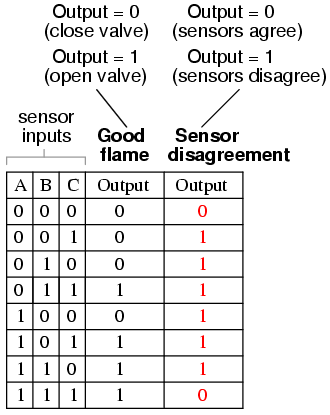 Output = 0 Output = 0
(close valve) (sensors agree)
Output = 1 Output = 1
(open valve) (sensors disagree)
sensor
inputs
Good Sensor
flame disagreement
A B C Output Output
0 0 0 0 0
0 0 1 0 1
0 1 0 0 1
0 1 1 1 1
1 0 0 0 1
1 0 1 1 1
1 1 0 1 1
1 1 1 1 0